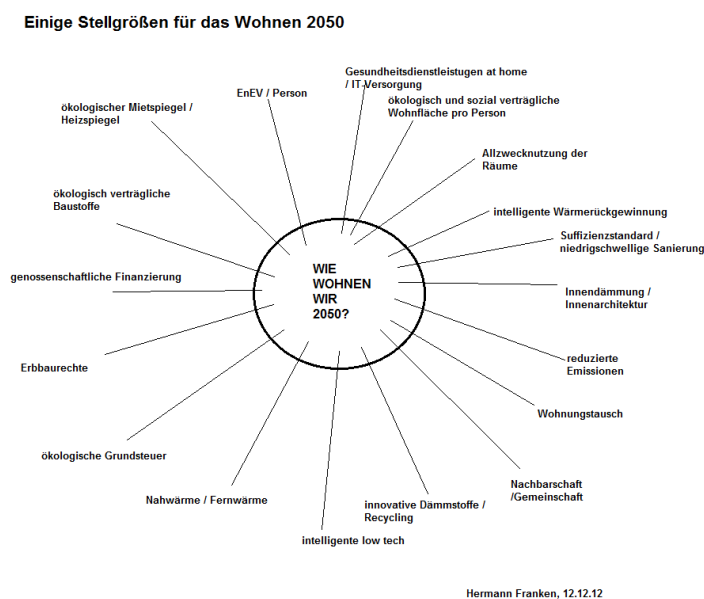 Einige Stellgrößen für das Wohnen 2050
Gesundheitsdienstleistugen at home
/ IT-Versorgung
EnEV / Person
ökologisch und sozial verträgliche
Wohnfläche pro Person
ökologischer Mietspiegel /
Heizspiegel
Allzwecknutzung der
Räume
ökologisch verträgliche
Baustoffe
intelligente Wärmerückgewinnung
Suffizienzstandard /
niedrigschwellige Sanierung
WIE
WOHNEN
WIR
2050?
genossenschaftliche Finanzierung
Innendämmung /
Innenarchitektur
Erbbaurechte
reduzierte
Emissionen
Wohnungstausch
ökologische Grundsteuer
Nachbarschaft
/Gemeinschaft
Nahwärme / Fernwärme
innovative Dämmstoffe /
Recycling
intelligente low tech
Hermann Franken, 12.12.12